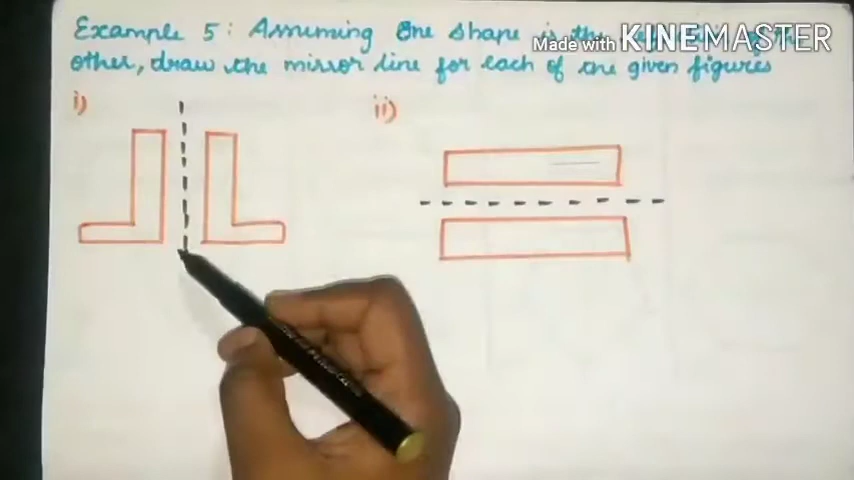 Example 5: Assuming One shape is the
Made with KINEMASTER
other, draw the mirror line for each of the given figures
i)
ii)